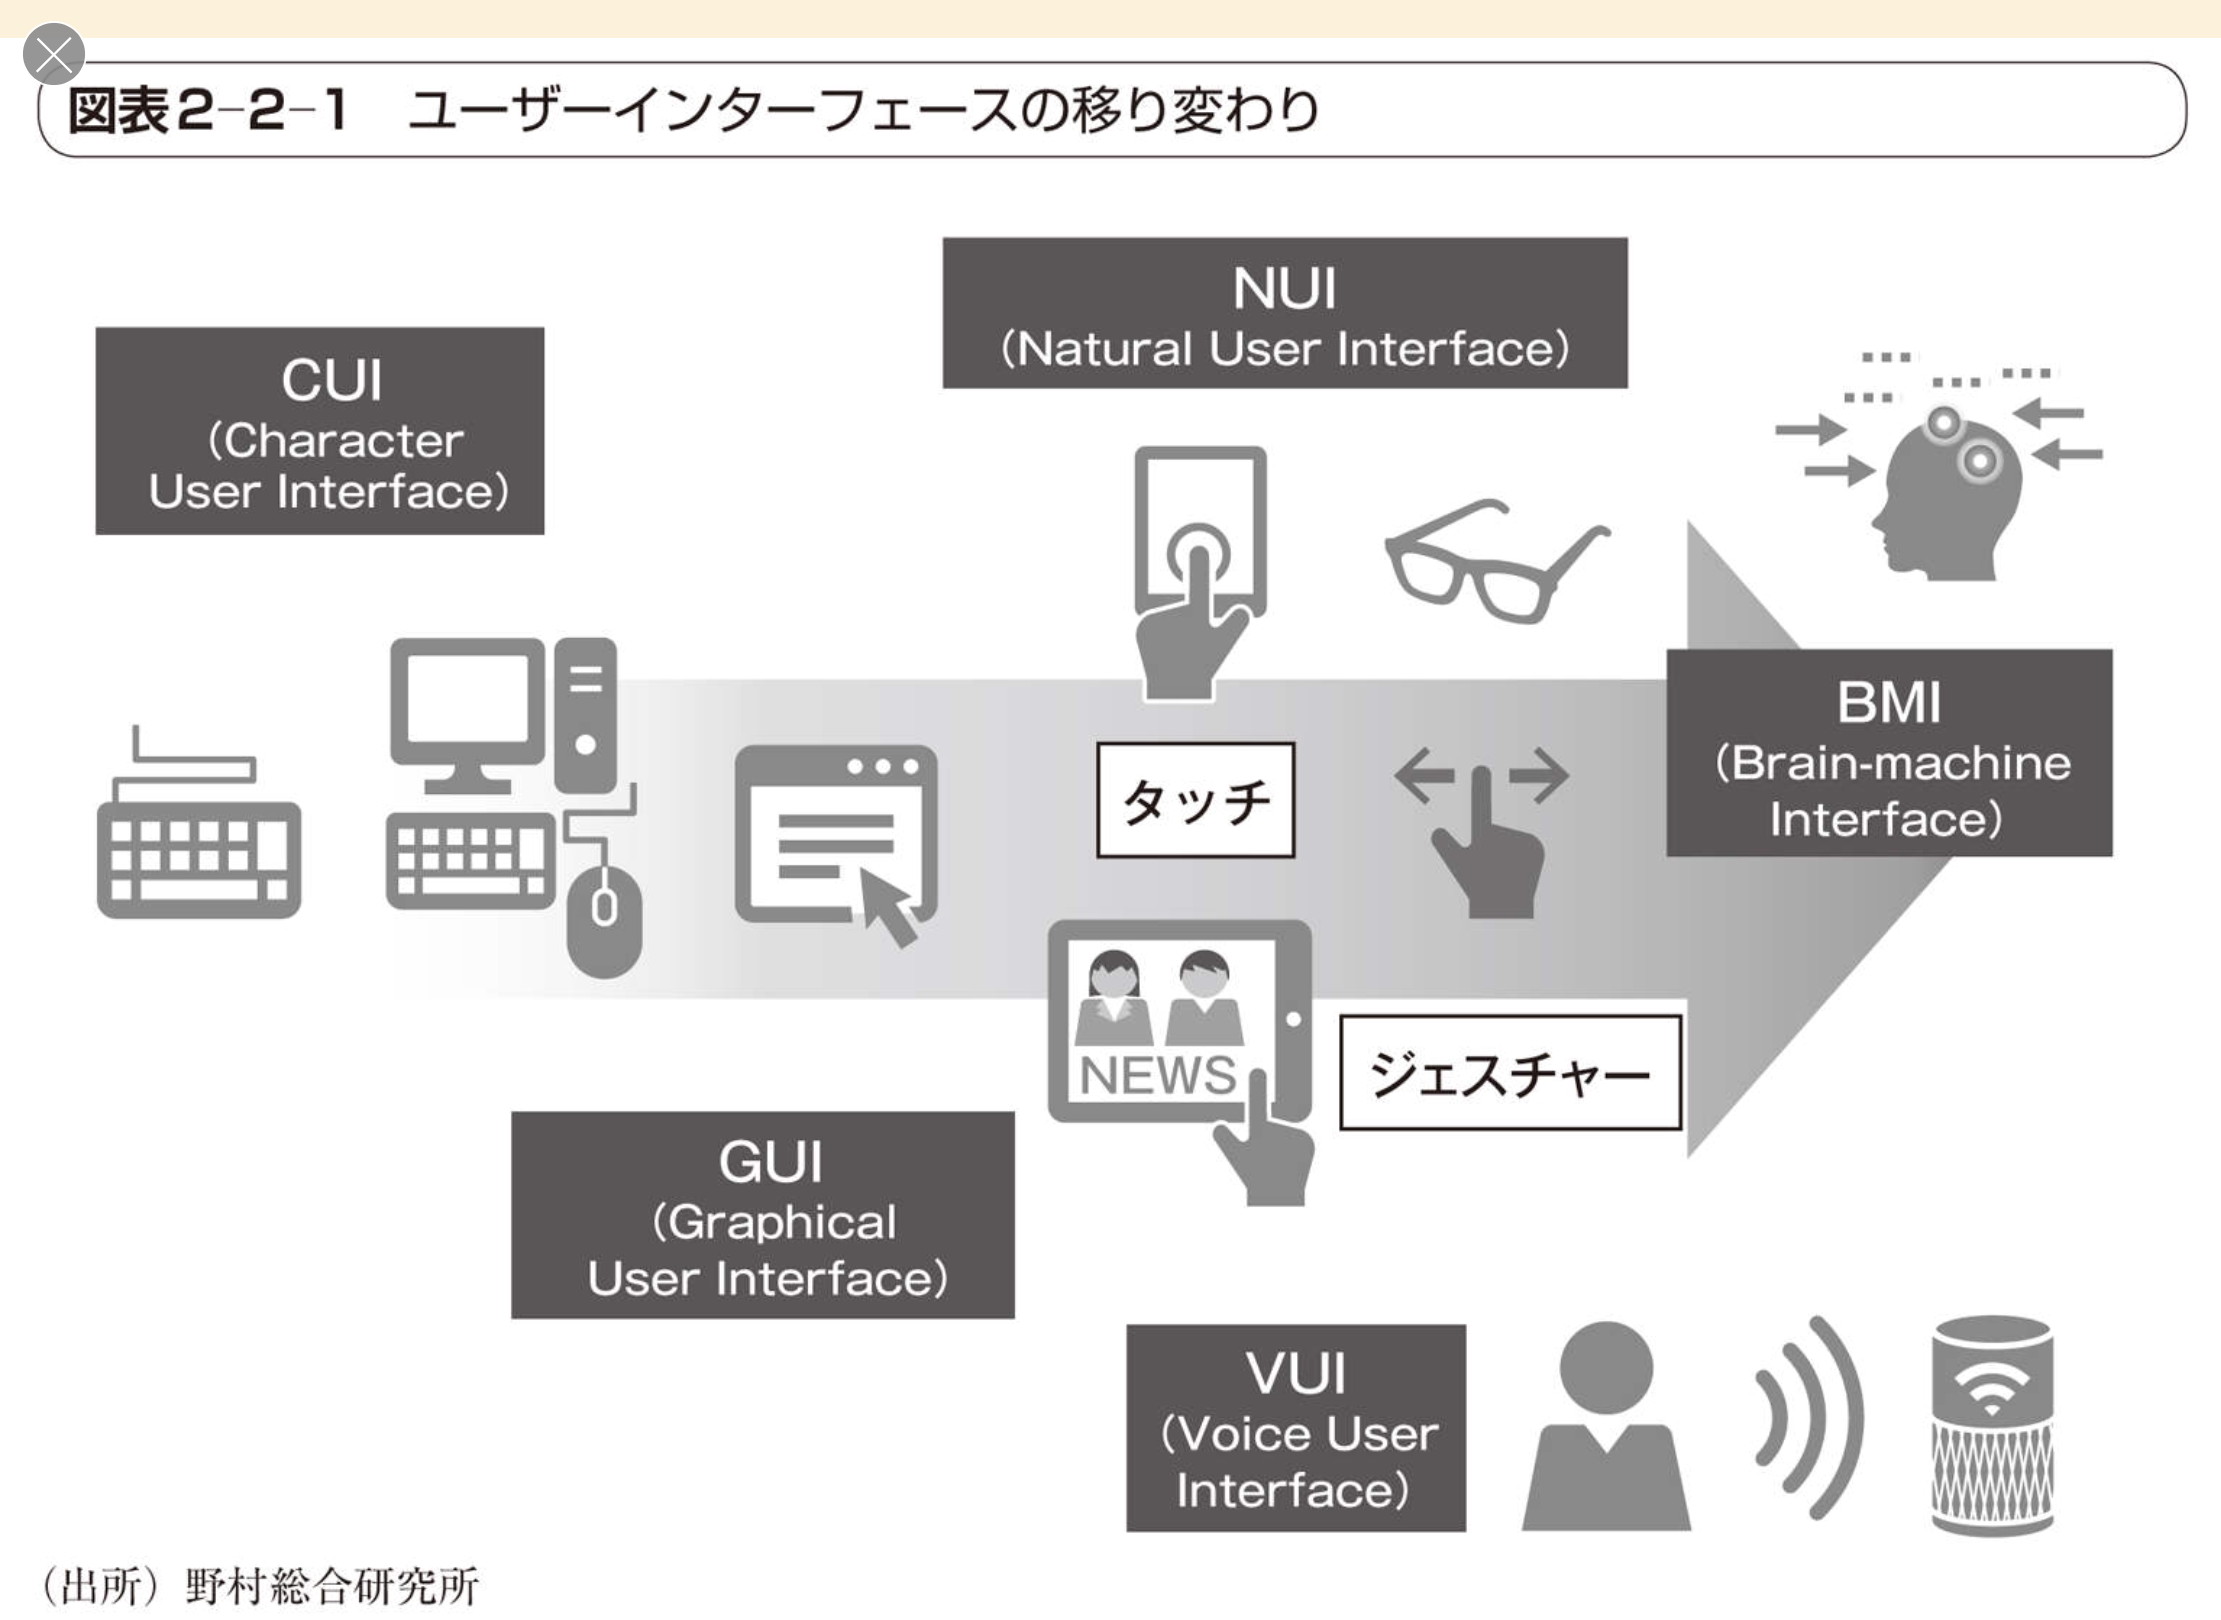 図表2-2-1 ユーザーインターフェースの移り変わり
NUI
(Natural User Interface)
CUI
(Character
User Interface)
BMI
(Brain-machine
Interface)
タッチ
NEWS
ジェスチャー
GUI
(Graphical
User Interface)
VUI
(Voice User
Interface)
(出所)野村総合研究所